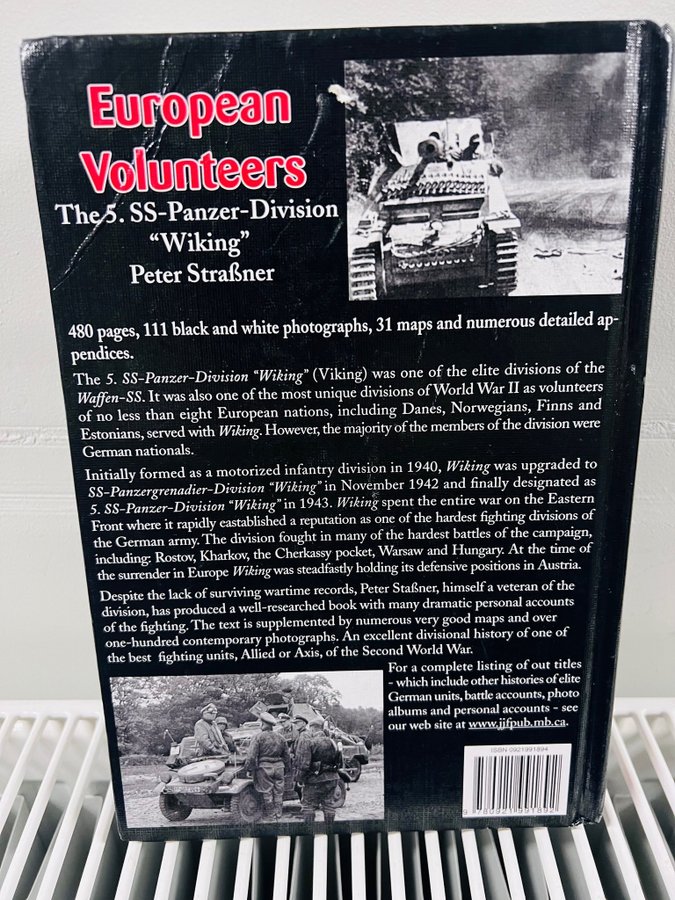 European
Volunteers
The 5. SS-Panzer-Division
“Wiking”
Peter Straßner
480 pages, 111 black and white photographs, 31 maps and numerous detailed ap-
pendices.
The 5. SS-Panzer-Division “Wiking” (Viking) was one of the elite divisions of the
Waffen-SS. It was also one of the most unique divisions of World War II as volunteers
of no less than eight European nations, including Danes, Norwegians, Finns and
Estonians, served with Wiking. However, the majority of the members of the division were
German nationals.
Initially formed as a motorized infantry division in 1940, Wiking was upgraded to
SS-Panzergrenadier-Division “Wiking” in November 1942 and finally designated as
5. SS-Panzer-Division “Wiking” in 1943. Wiking spent the entire war on the Eastern
Front where it rapidly eastablished a reputation as one of the hardest fighting divisions of
the German army. The division fought in many of the hardest battles of the campaign,
including: Rostov, Kharkov, the Cherkassy pocket, Warsaw and Hungary. At the time of
the surrender in Europe Wiking was steadfastly holding its defensive positions in Austria.
Despite the lack of surviving wartime records, Peter Staßner, himself a veteran of the
division, has produced a well-researched book with many dramatic personal accounts
of the fighting. The text is supplemented by numerous very good maps and over
one-hundred contemporary photographs. An excellent divisional history of one of
the best fighting units, Allied or Axis, of the Second World War.
For a complete listing of out titles
- which include other histories of elite
German units, battle accounts, photo
albums and personal accounts - see
our web site at www.jjfpub.mb.ca.
ISBN 0921991894
9 780921 991892